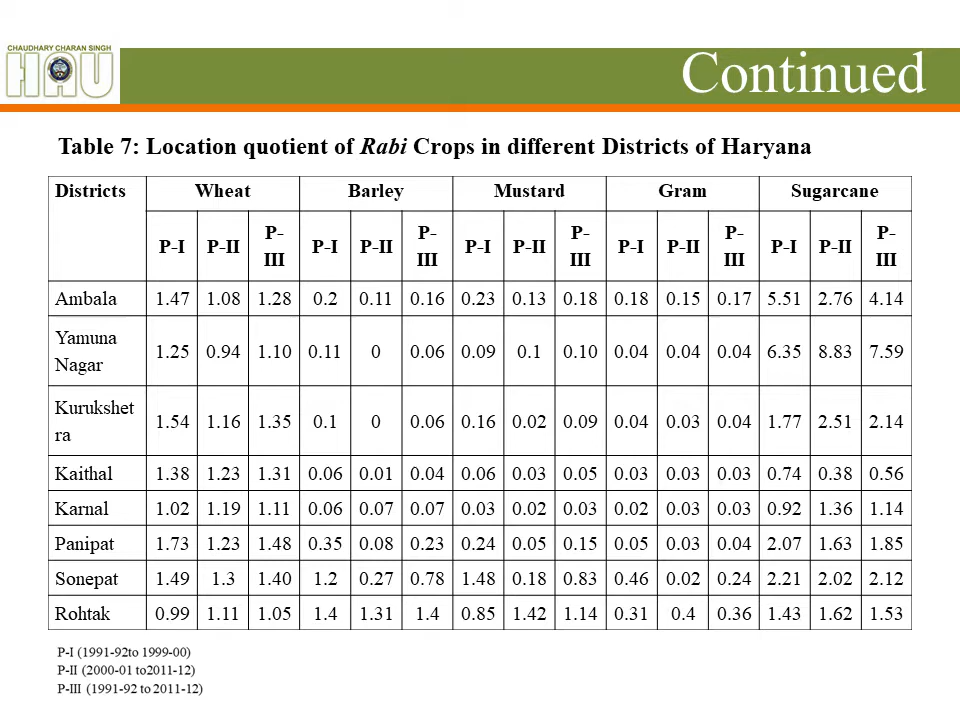 CHAUDHARY CHARAN SINGH
HAU
Continued
Table 7: Location quotient of Rabi Crops in different Districts of Haryana
Districts Wheat Barley Mustard Gram Sugarcane
P-I P-II P-III P-I P-II P-III P-I P-II P-III P-I P-II P-III P-I P-II P-III
Ambala 1.47 1.08 1.28 0.2 0.11 0.16 0.23 0.13 0.18 0.18 0.15 0.17 5.51 2.76 4.14
Yamuna
Nagar 1.25 0.94 1.10 0.11 0 0.06 0.09 0.1 0.10 0.04 0.04 0.04 6.35 8.83 7.59
Kurukshet
ra 1.54 1.16 1.35 0.1 0 0.06 0.16 0.02 0.09 0.04 0.03 0.04 1.77 2.51 2.14
Kaithal 1.38 1.23 1.31 0.06 0.01 0.04 0.06 0.03 0.05 0.03 0.03 0.03 0.74 0.38 0.56
Karnal 1.02 1.19 1.11 0.06 0.07 0.07 0.03 0.02 0.03 0.02 0.03 0.03 0.92 1.36 1.14
Panipat 1.73 1.23 1.48 0.35 0.08 0.23 0.24 0.05 0.15 0.05 0.03 0.04 2.07 1.63 1.85
Sonepat 1.49 1.3 1.40 1.2 0.27 0.78 1.48 0.18 0.83 0.46 0.02 0.24 2.21 2.02 2.12
Rohtak 0.99 1.11 1.05 1.4 1.31 1.4 0.85 1.42 1.14 0.31 0.4 0.36 1.43 1.62 1.53
P-I (1991-92to 1999-00)
P-II (2000-01 to2011-12)
P-III (1991-92 to 2011-12)